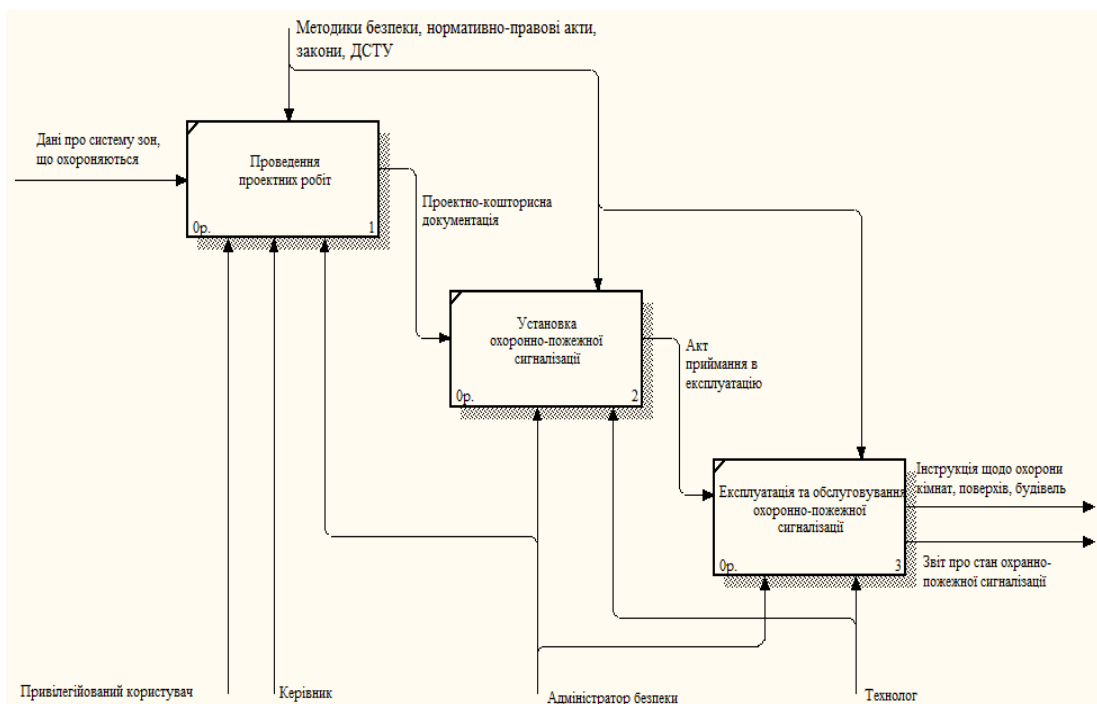 Методики безпеки, нормативно-правові акти,
закони, ДСТУ
Дані про систему зон,
що охороняються
Проведення
проектних робіт
0р. 1
Проектно-кошторисна
документація
Установка
охоронно-пожежної
сигналізації
0р. 2
Акт
приймання в
експлуатацію
Експлуатація та обслуговування
охоронно-пожежної
сигналізації
0р. 3
Інструкція щодо охорони
кімнат, поверхів, будівель
Звіт про стан охранно-
пожежної сигналізації
Привілегійований користувач
Керівник
Адміністратор безпеки
Технолог